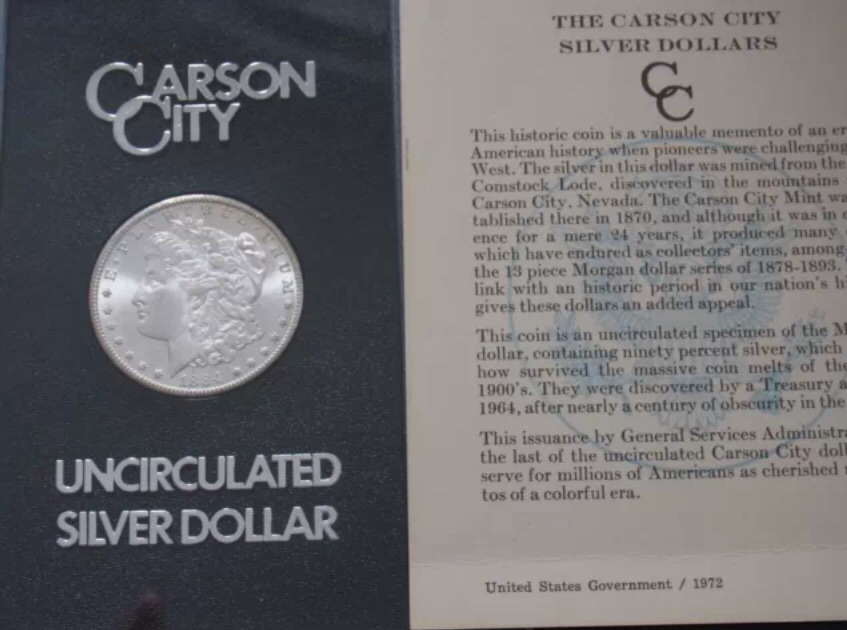 CARSON
CITY
E·PLURIBUS·UNUM
UNCIRCULATED
SILVER DOLLAR
THE CARSON CITY
SILVER DOLLARS
CC
This historic coin is a valuable memento of an er
American history when pioneers were challenging
West. The silver in this dollar was mined from the
Comstock Lode, discovered in the mountains
Carson City, Nevada. The Carson City Mint wa
tablished there in 1870, and although it was in e
ence for a mere 24 years, it produced many
which have endured as collectors' items, among
the 13 piece Morgan dollar series of 1878-1893.
link with an historic period in our nation's hi
gives these dollars an added appeal.
This coin is an uncirculated specimen of the M
dollar, containing ninety percent silver, which
how survived the massive coin melts of the
1900's. They were discovered by a Treasury a
1964, after nearly a century of obscurity in the
This issuance by General Services Administra
the last of the uncirculated Carson City doll
serve for millions of Americans as cherished
tos of a colorful era.
United States Government / 1972